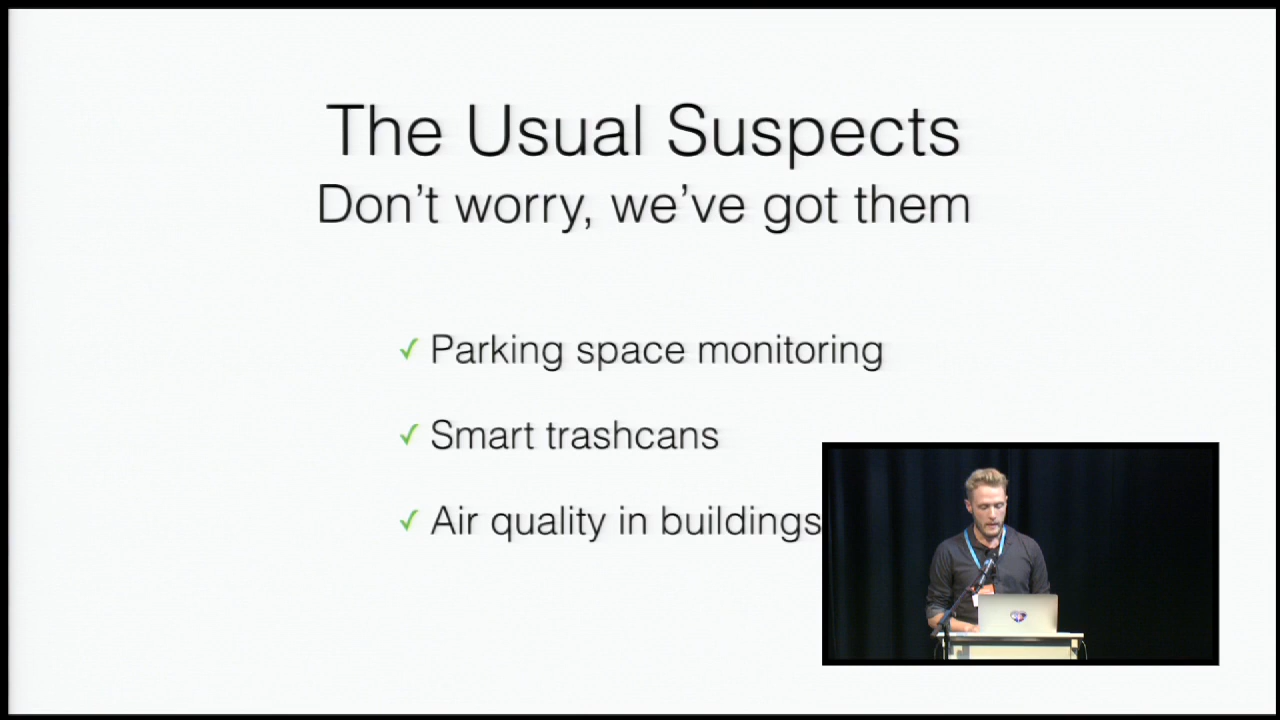 The Usual Suspects
Don't worry, we've got them
✓ Parking space monitoring
✓ Smart trashcans
✓ Air quality in buildings